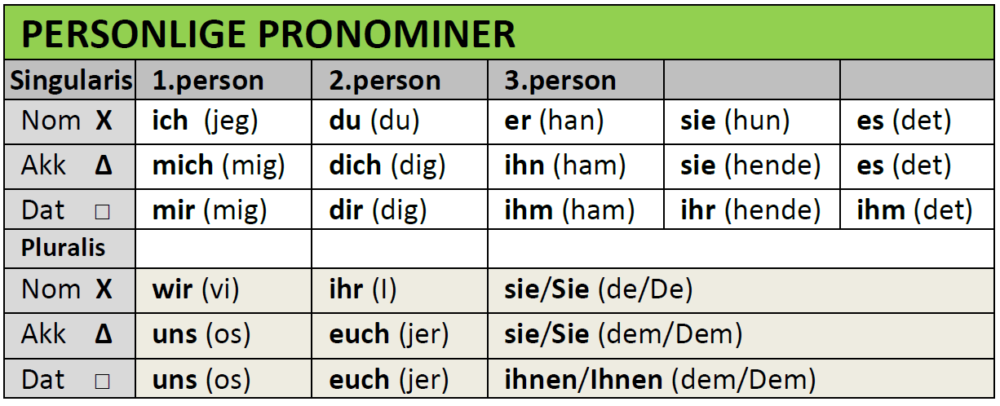 PERSONLIGE PRONOMINER
Singularis 1.person 2.person 3.person
Nom X ich (jeg) du (du) er (han) sie (hun) es (det)
Akk Δ mich (mig) dich (dig) ihn (ham) sie (hende) es (det)
Dat □ mir (mig) dir (dig) ihm (ham) ihr (hende) ihm (det)
Pluralis
Nom X wir (vi) ihr (I) sie/Sie (de/De)
Akk Δ uns (os) euch (jer) sie/Sie (dem/Dem)
Dat □ uns (os) euch (jer) ihnen/Ihnen (dem/Dem)